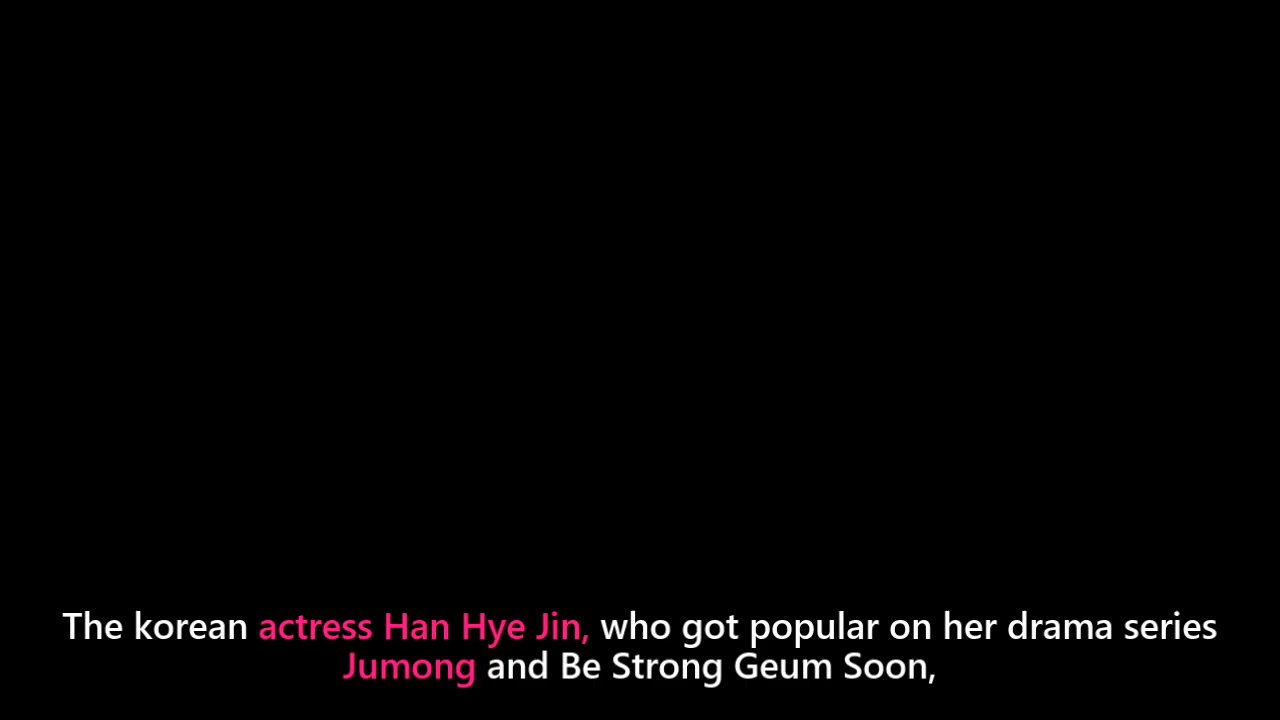 The korean actress Han Hye Jin, who got popular on her drama series
Jumong and Be Strong Geum Soon,